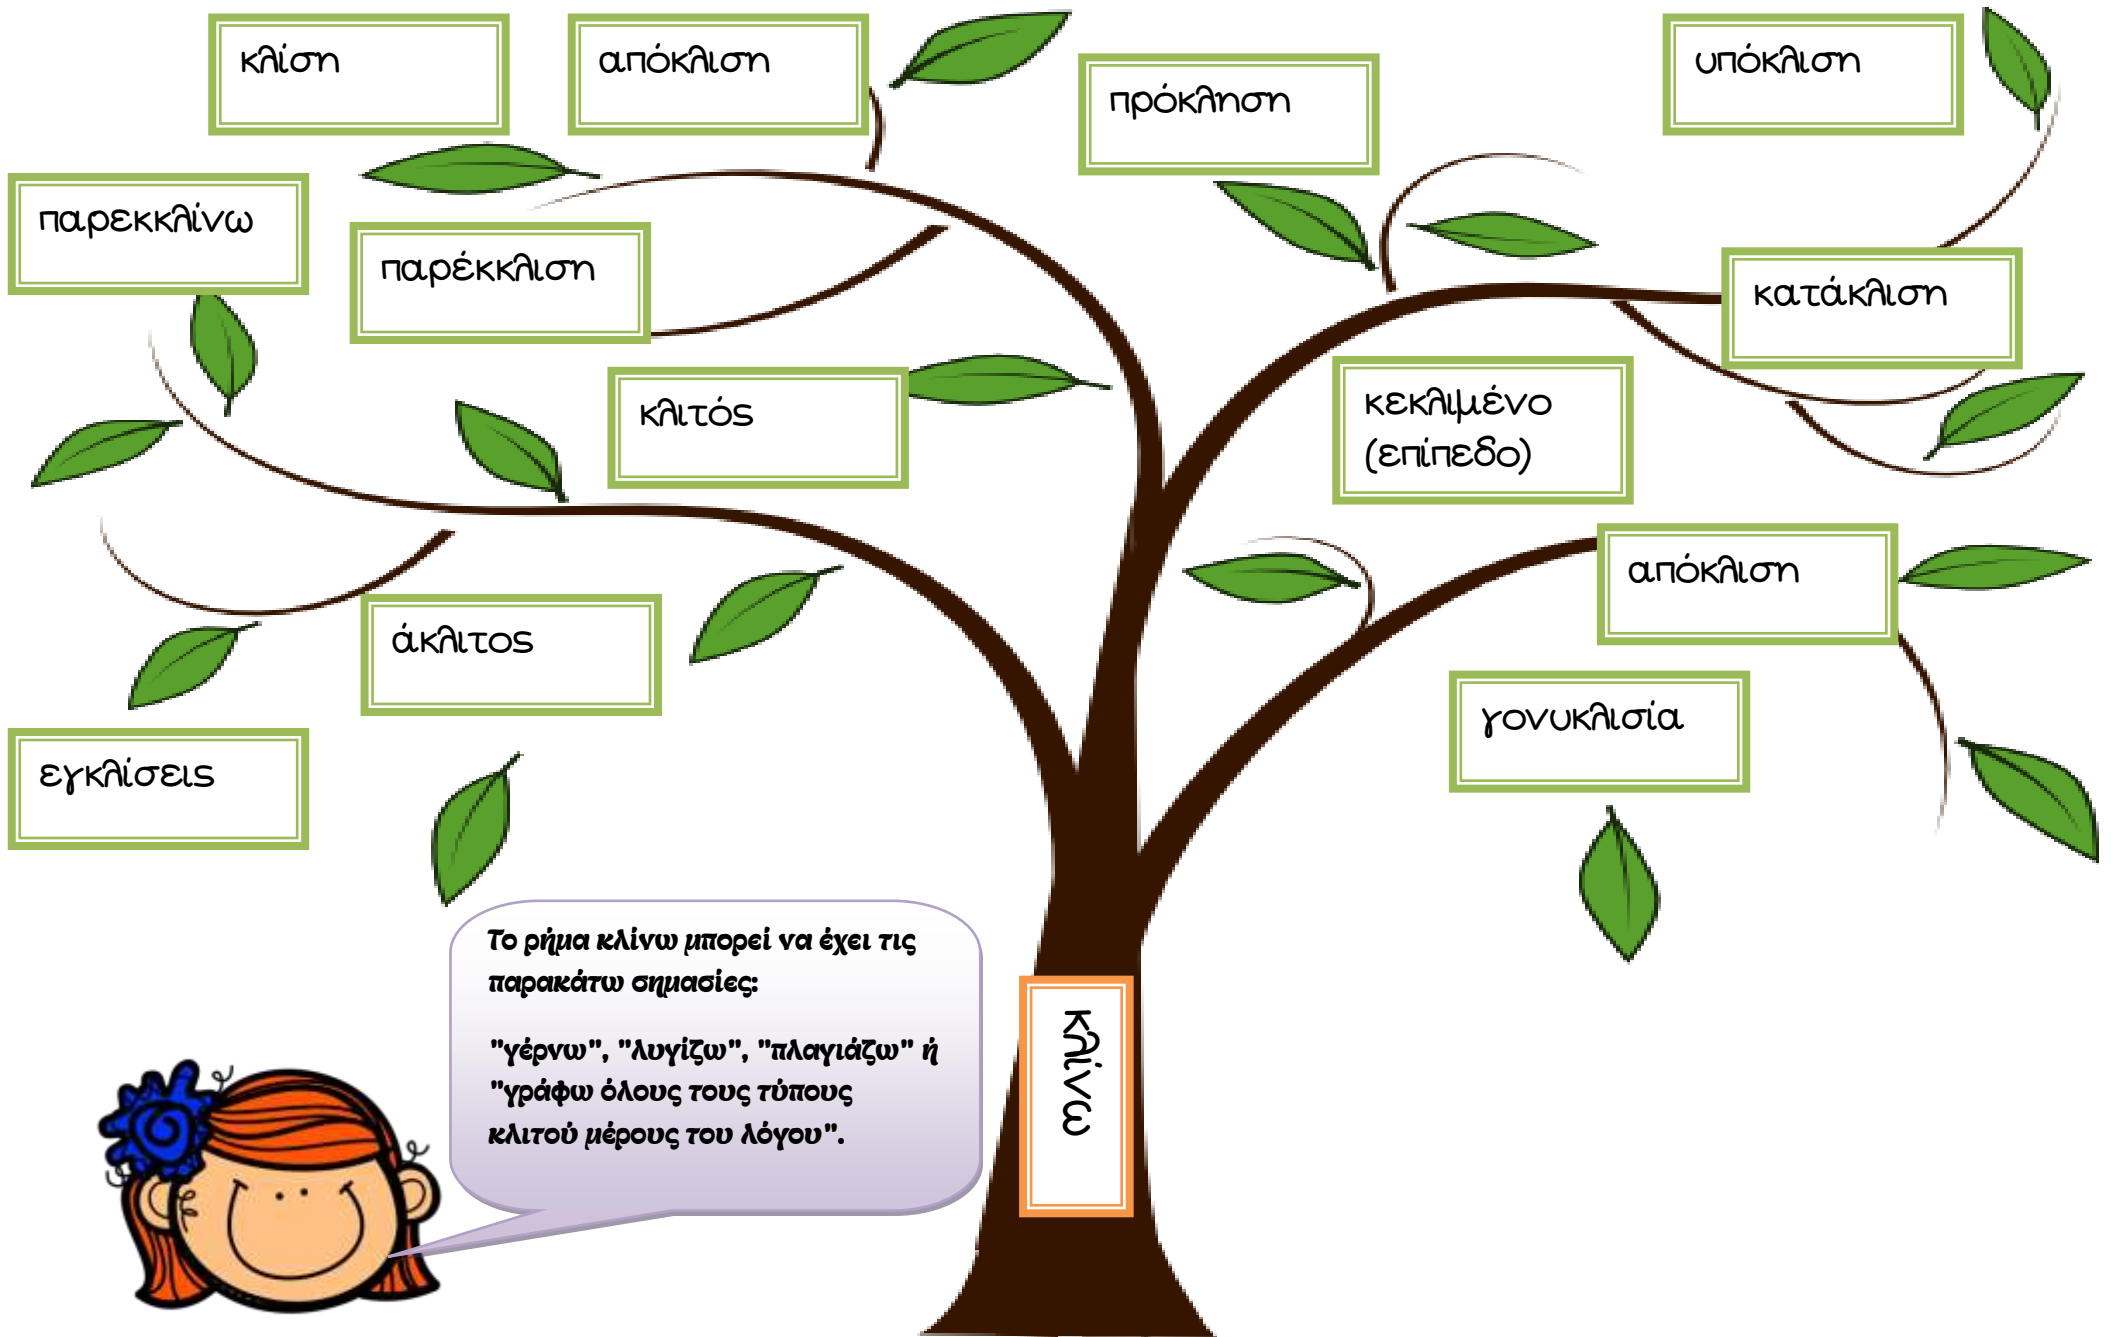 κλίση
απόκλιση
πρόκληση
υπόκλιση
παρεκκλίνω
παρέκκλιση
κατάκλιση
κλιτός
κεκλιμένο
(επίπεδο)
απόκλιση
άκλιτος
γονυκλισία
εγκλίσεις
Το ρήμα κλίνω μπορεί να έχει τις
παρακάτω σημασίες:
"γέρνω", "λυγίζω", "πλαγιάζω" ή
"γράφω όλους τους τύπους
κλιτού μέρους του λόγου".
κλίνω